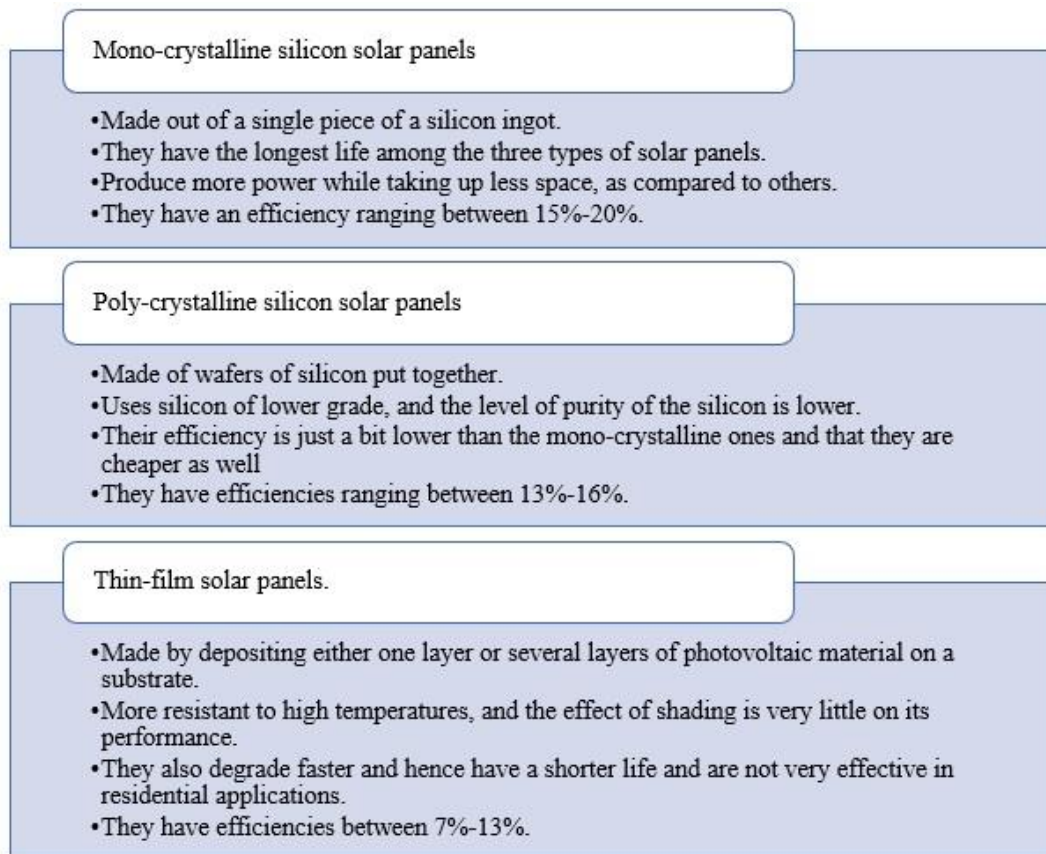 Mono-crystalline silicon solar panels
•Made out of a single piece of a silicon ingot.
•They have the longest life among the three types of solar panels.
•Produce more power while taking up less space, as compared to others.
•They have an efficiency ranging between 15%-20%.
Poly-crystalline silicon solar panels
•Made of wafers of silicon put together.
•Uses silicon of lower grade, and the level of purity of the silicon is lower.
•Their efficiency is just a bit lower than the mono-crystalline ones and that they are
cheaper as well
•They have efficiencies ranging between 13%-16%.
Thin-film solar panels.
•Made by depositing either one layer or several layers of photovoltaic material on a
substrate.
•More resistant to high temperatures, and the effect of shading is very little on its
performance.
•They also degrade faster and hence have a shorter life and are not very effective in
residential applications.
•They have efficiencies between 7%-13%.